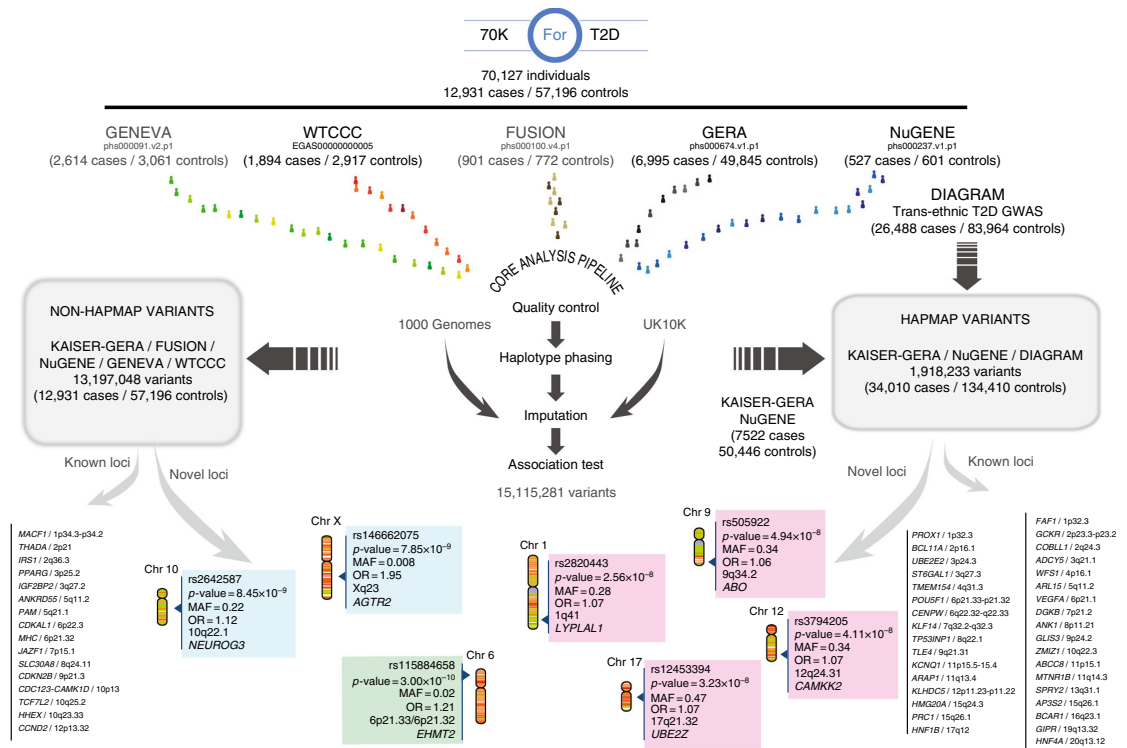 70K For T2D
70,127 individuals
12,931 cases / 57,196 controls
GENEVA
phs000091.v2.p1
(2,614 cases / 3,061 controls)
WTCCC
EGAS00000000005
(1,894 cases / 2,917 controls)
FUSION
phs000100.v4.p1
(901 cases / 772 controls)
GERA
phs000674.v1.p1
(6,995 cases / 49,845 controls)
NuGENE
phs000237.v1.p1
(527 cases / 601 controls)
DIAGRAM
Trans-ethnic T2D GWAS
(26,488 cases / 83,964 controls)
CORE ANALYSIS PIPELINE
Quality control
Haplotype phasing
Imputation
Association test
15,115,281 variants
1000 Genomes
UK10K
NON-HAPMAP VARIANTS
KAISER-GERA / FUSION /
NuGENE / GENEVA / WTCCC
13,197,048 variants
(12,931 cases / 57,196 controls)
HAPMAP VARIANTS
KAISER-GERA / NuGENE / DIAGRAM
1,918,233 variants
(34,010 cases / 134,410 controls)
KAISER-GERA
NuGENE
(7522 cases
50,446 controls)
Known loci
Novel loci
Novel loci
Known loci
MACF1 / 1p34.3-p34.2
THADA / 2p21
IRS1 / 2q36.3
PPARG / 3p25.2
IGF2BP2 / 3q27.2
ANKRD55 / 5q11.2
PAM / 5q21.1
CDKAL1 / 6p22.3
MHC / 6p21.32
JAZF1 / 7p15.1
SLC30A8 / 8q24.11
CDKN2B / 9p21.3
CDC123-CAMK1D / 10p13
TCF7L2 / 10q25.2
HHEX / 10q23.33
CCND2 / 12p13.32
Chr 10
rs2642587
p-value = 8.45×10⁻⁹
MAF = 0.22
OR = 1.12
10q22.1
NEUROG3
Chr X
rs146662075
p-value = 7.85×10⁻⁹
MAF = 0.008
OR = 1.95
Xq23
AGTR2
Chr 6
rs115884658
p-value = 3.00×10⁻¹⁰
MAF = 0.02
OR = 1.21
6p21.33/6p21.32
EHMT2
Chr 1
rs2820443
p-value = 2.56×10⁻⁸
MAF = 0.28
OR = 1.07
1q41
LYPLAL1
Chr 9
rs505922
p-value = 4.94×10⁻⁸
MAF = 0.34
OR = 1.06
9q34.2
ABO
Chr 12
rs3794205
p-value = 4.11×10⁻⁸
MAF = 0.34
OR = 1.07
12q24.31
CAMKK2
Chr 17
rs12453394
p-value = 3.23×10⁻⁸
MAF = 0.47
OR = 1.07
17q21.32
UBE2Z
PROX1 / 1p32.3
BCL11A / 2p16.1
UBE2E2 / 3p24.3
ST6GAL1 / 3q27.3
TMEM154 / 4q31.3
POU5F1 / 6p21.33-p21.32
CENPW / 6q22.32-q22.33
KLF14 / 7q32.2-q32.3
TP53INP1 / 8q22.1
TLE4 / 9q21.31
KCNQ1 / 11p15.5-15.4
ARAP1 / 11q13.4
KLHDC5 / 12p11.23-p11.22
HMG20A / 15q24.3
PRC1 / 15q26.1
HNF1B / 17q12
FAF1 / 1p32.3
GCKR / 2p23.3-p23.2
COBLL1 / 2q24.3
ADCY5 / 3q21.1
WFS1 / 4p16.1
ARL15 / 5q11.2
VEGFA / 6p21.1
DGKB / 7p21.2
ANK1 / 8p11.21
GLIS3 / 9p24.2
ZMIZ1 / 10q22.3
ABCC8 / 11p15.1
MTNR1B / 11q14.3
SPRY2 / 13q31.1
AP3S2 / 15q26.1
BCAR1 / 16q23.1
GIPR / 19q13.32
HNF4A / 20q13.12